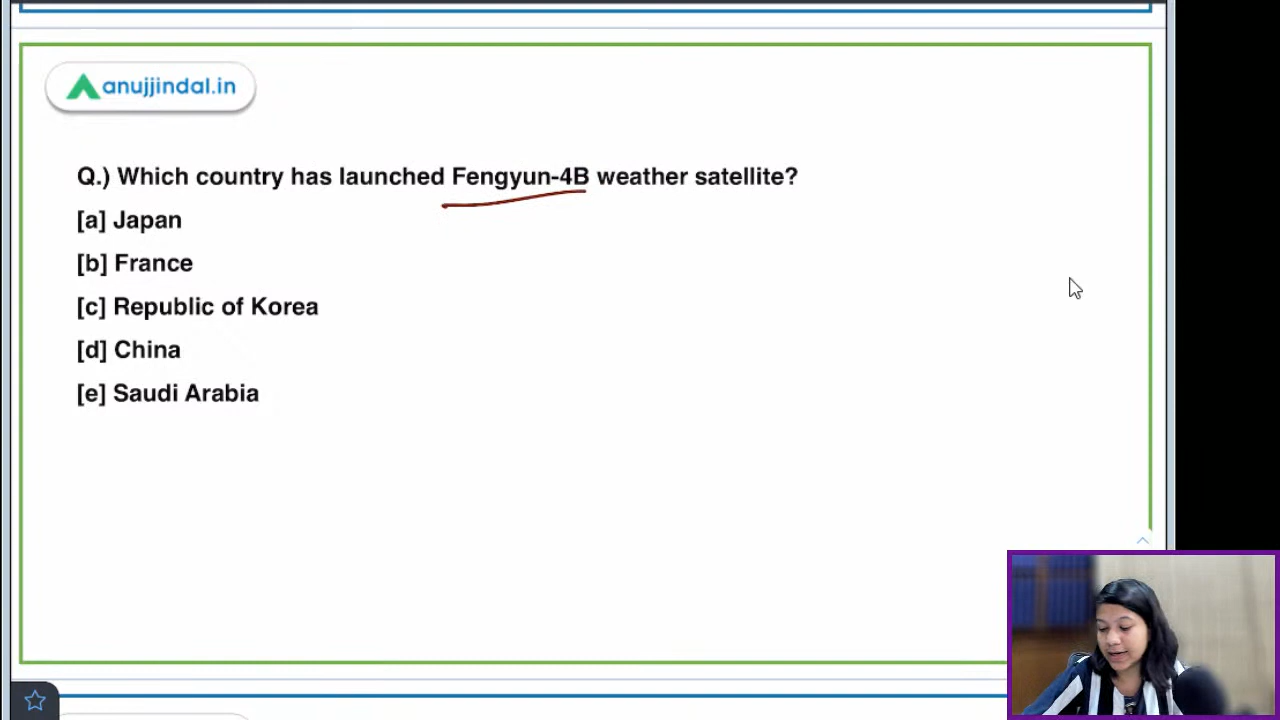 anujjindal.in
Q.) Which country has launched Fengyun-4B weather satellite?
[a] Japan
[b] France
[c] Republic of Korea
[d] China
[e] Saudi Arabia